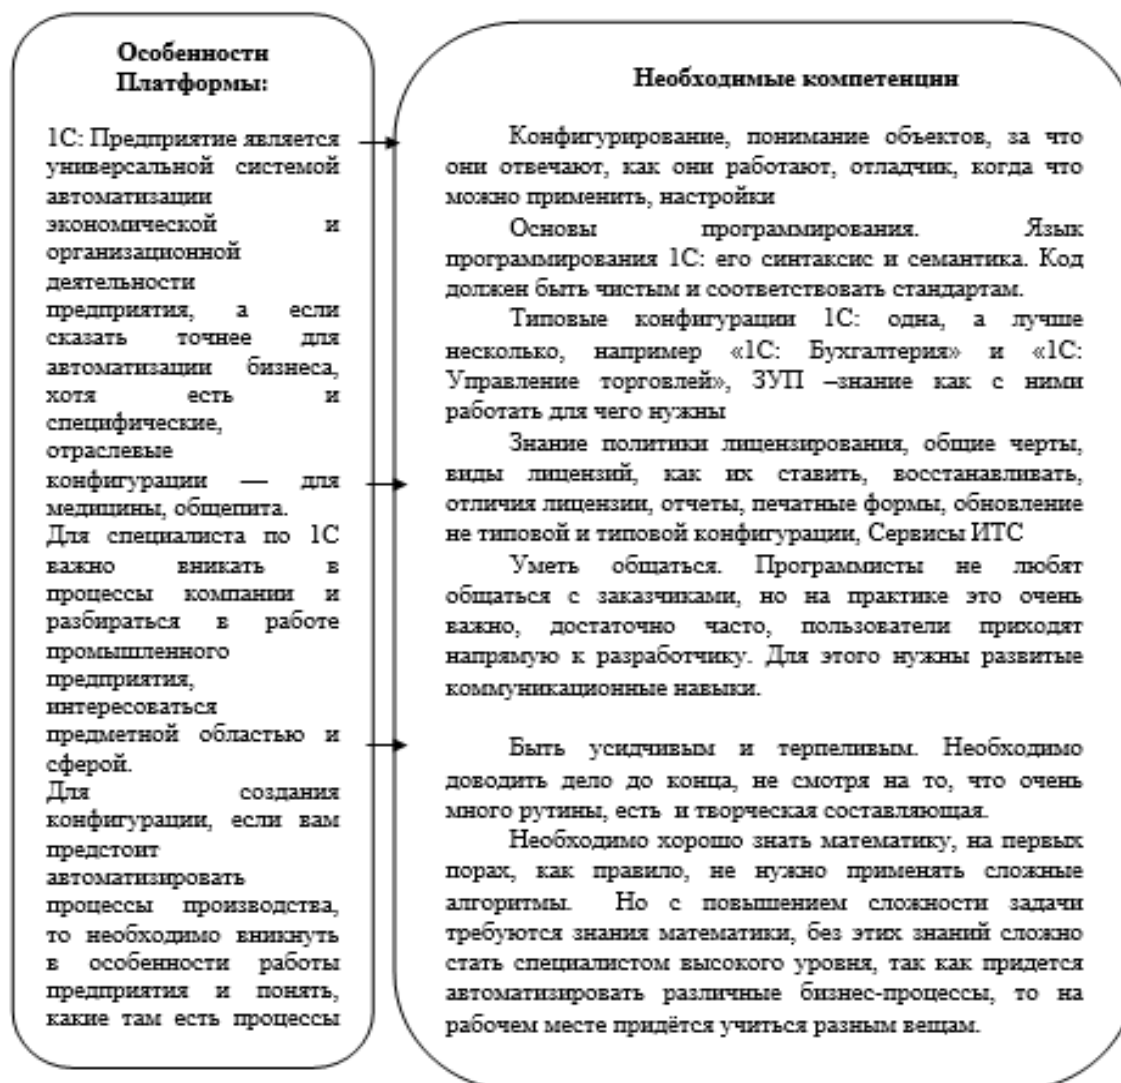 Особенности
Платформы:
1С: Предприятие является
универсальной системой
автоматизации
экономической и
организационной
деятельности
предприятия, а если
сказать точнее для
автоматизации бизнеса,
хотя есть и
специфические,
отраслевые
конфигурации — для
медицины, общепита.
Для специалиста по 1С
важно вникать в
процессы компании и
разбираться в работе
промышленного
предприятия,
интересоваться
предметной областью и
сферой.
Для создания
конфигурации, если вам
предстоит
автоматизировать
процессы производства,
то необходимо вникнуть
в особенности работы
предприятия и понять,
какие там есть процессы
Необходимые компетенции
Конфигурирование, понимание объектов, за что
они отвечают, как они работают, отладчик, когда что
можно применить, настройки
Основы программирования. Язык
программирования 1С: его синтаксис и семантика. Код
должен быть чистым и соответствовать стандартам.
Типовые конфигурации 1С: одна, а лучше
несколько, например «1С: Бухгалтерия» и «1С:
Управление торговлей», ЗУП –знание как с ними
работать для чего нужны
Знание политики лицензирования, общие черты,
виды лицензий, как их ставить, восстанавливать,
отличия лицензии, отчеты, печатные формы, обновление
не типовой и типовой конфигурации, Сервисы ИТС
Уметь общаться. Программисты не любят
общаться с заказчиками, но на практике это очень
важно, достаточно часто, пользователи приходят
напрямую к разработчику. Для этого нужны развитые
коммуникационные навыки.
Быть усидчивым и терпеливым. Необходимо
доводить дело до конца, не смотря на то, что очень
много рутины, есть и творческая составляющая.
Необходимо хорошо знать математику, на первых
порах, как правило, не нужно применять сложные
алгоритмы. Но с повышением сложности задачи
требуются знания математики, без этих знаний сложно
стать специалистом высокого уровня, так как придется
автоматизировать различные бизнес-процессы, то на
рабочем месте придётся учиться разным вещам.